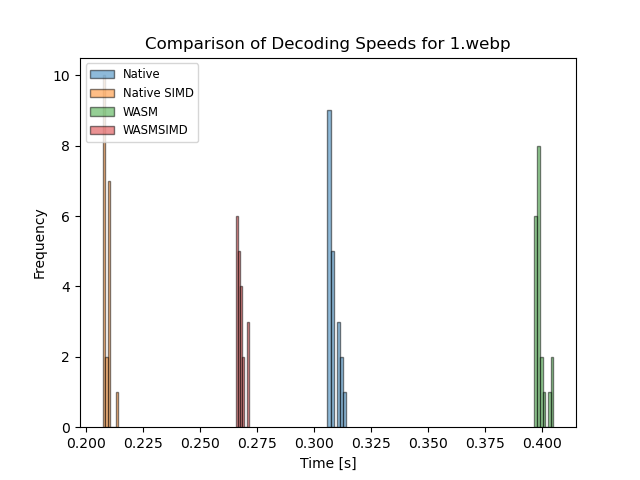 Comparison of Decoding Speeds for 1.webp
10
8
6
4
2
0
Frequency
Native
Native SIMD
WASM
WASMSIMD
0.200 0.225 0.250 0.275 0.300 0.325 0.350 0.375 0.400
Time [s]